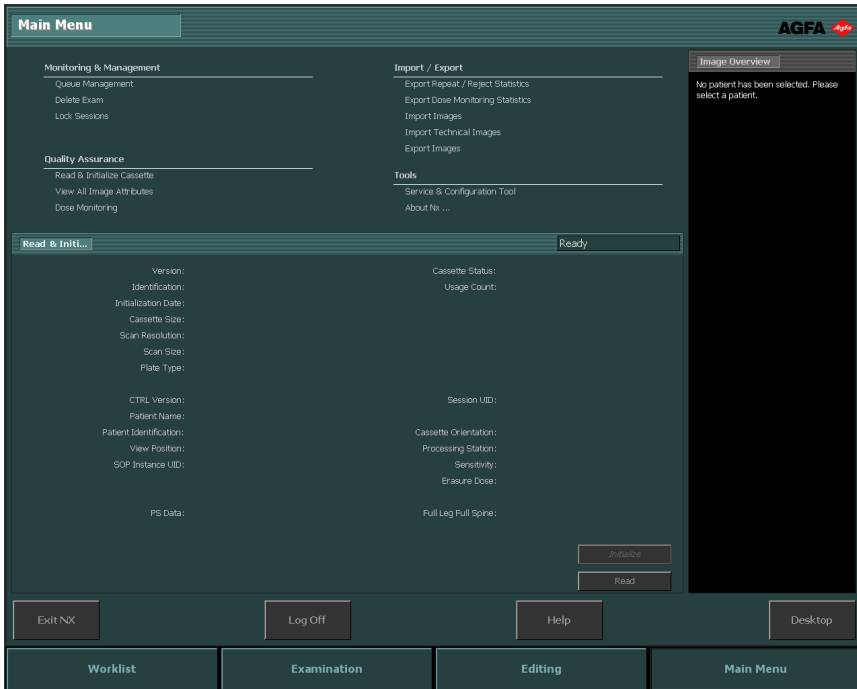 Main Menu
AGFA
Agfa
Monitoring & Management
Queue Management
Delete Exam
Lock Sessions
Quality Assurance
Read & Initialize Cassette
View All Image Attributes
Dose Monitoring
Import / Export
Export Repeat / Reject Statistics
Export Dose Monitoring Statistics
Import Images
Import Technical Images
Export Images
Tools
Service & Configuration Tool
About Nx ...
Image Overview
No patient has been selected. Please
select a patient.
Read & Initi...
Ready
Version:
Identification:
Initialization Date:
Cassette Size:
Scan Resolution:
Scan Size:
Plate Type:
Cassette Status:
Usage Count:
CTRL Version:
Patient Name:
Patient Identification:
View Position:
SOP Instance UID:
PS Data:
Session UID:
Cassette Orientation:
Processing Station:
Sensitivity:
Erasure Dose:
Full Leg Full Spine:
Initialize
Read
Exit NX
Log Off
Help
Desktop
Worklist
Examination
Editing
Main Menu